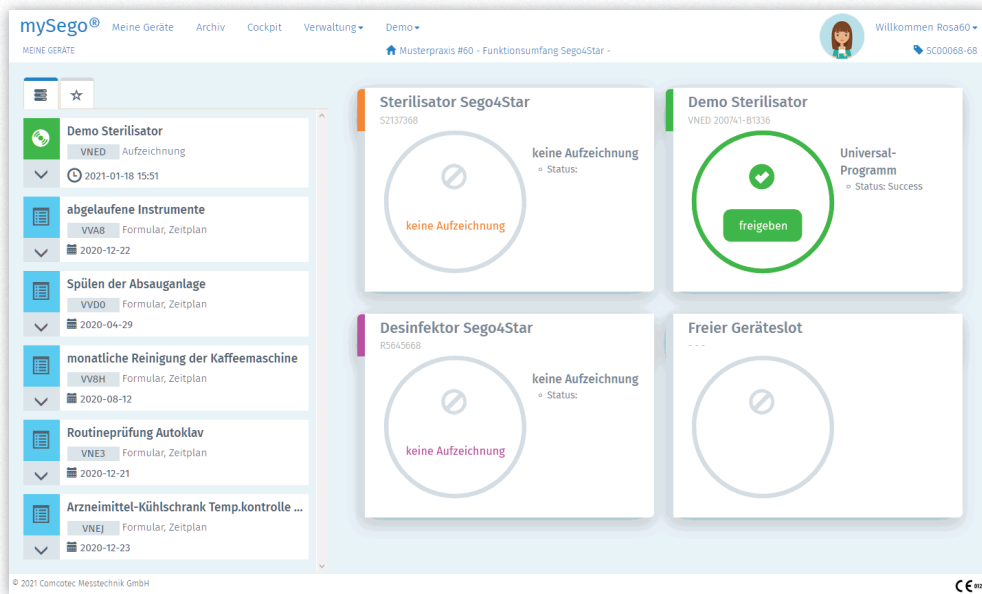 mySego®
Meine Geräte
Archiv
Cockpit
Verwaltung
Demo
Willkommen Rosa60
MEINE GERÄTE
Musterpraxis #60 - Funktionsumfang Sego4Star -
SC00068-68
Demo Sterilisator
VNED Aufzeichnung
2021-01-18 15:51
abgelaufene Instrumente
VVA8 Formular, Zeitplan
2020-12-22
Spülen der Absauganlage
VVD0 Formular, Zeitplan
2020-04-29
monatliche Reinigung der Kaffeemaschine
VV8H Formular, Zeitplan
2020-08-12
Routineprüfung Autoklav
VNE3 Formular, Zeitplan
2020-12-21
Arzneimittel-Kühlschrank Temp.kontrolle ...
VNEJ Formular, Zeitplan
2020-12-23
Sterilisator Sego4Star
S2137368
keine Aufzeichnung
Status:
keine Aufzeichnung
Demo Sterilisator
VNED 200741-B1336
Universal-
Programm
Status: Success
freigeben
Desinfektor Sego4Star
R5645668
keine Aufzeichnung
Status:
keine Aufzeichnung
Freier Geräteslot
- - -
© 2021 Comcotec Messtechnik GmbH
CE